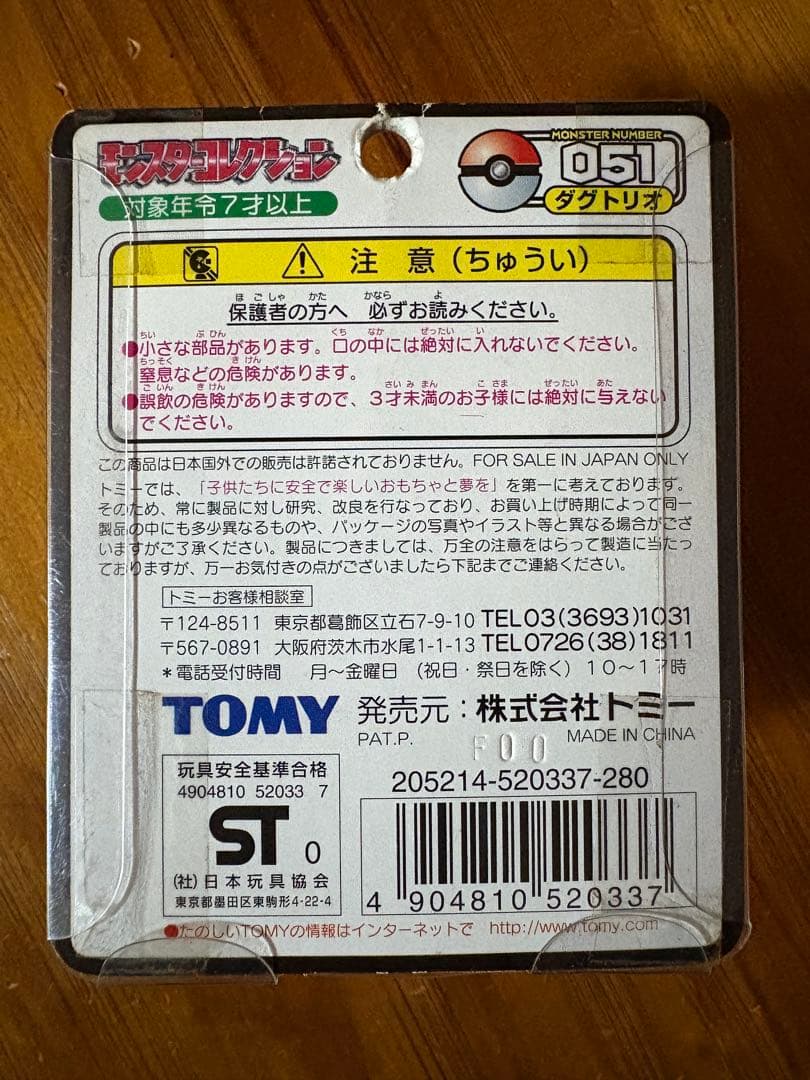 モンスターコレクション
対象年令7才以上
MONSTER NUMBER
051
ダグトリオ
注 意（ちゅうい）
保護者の方へ 必ずお読みください。
●小さな部品があります。口の中には絶対に入れないでください。
窒息などの危険があります。
●誤飲の危険がありますので、3才未満のお子様には絶対に与えない
でください。
この商品は日本国外での販売は許諾されておりません。FOR SALE IN JAPAN ONLY
トミーでは、「子供たちに安全で楽しいおもちゃと夢を」を第一に考えております。
そのため、常に製品に対し研究、改良を行なっており、お買い上げ時期によって同一
製品の中にも多少異なるものや、パッケージの写真やイラスト等と異なる場合がござ
いますがご了承ください。製品につきましては、万全の注意をはらって製造に当たっ
ておりますが、万一お気付きの点がございましたら下記までご連絡ください。
トミーお客様相談室
〒124-8511 東京都葛飾区立石7-9-10 TEL03(3693)1031
〒567-0891 大阪府茨木市水尾1-1-13 TEL0726(38)1811
＊電話受付時間 月～金曜日 （祝日・祭日を除く）10～17時
TOMY 発売元：株式会社トミー
PAT.P. F00 MADE IN CHINA
玩具安全基準合格
4904810 52033 7
ST 0
(社)日本玩具協会
東京都墨田区東駒形4-22-4
205214-520337-280
4 904810 520337
●たのしいTOMYの情報はインターネットで http://www.tomy.com